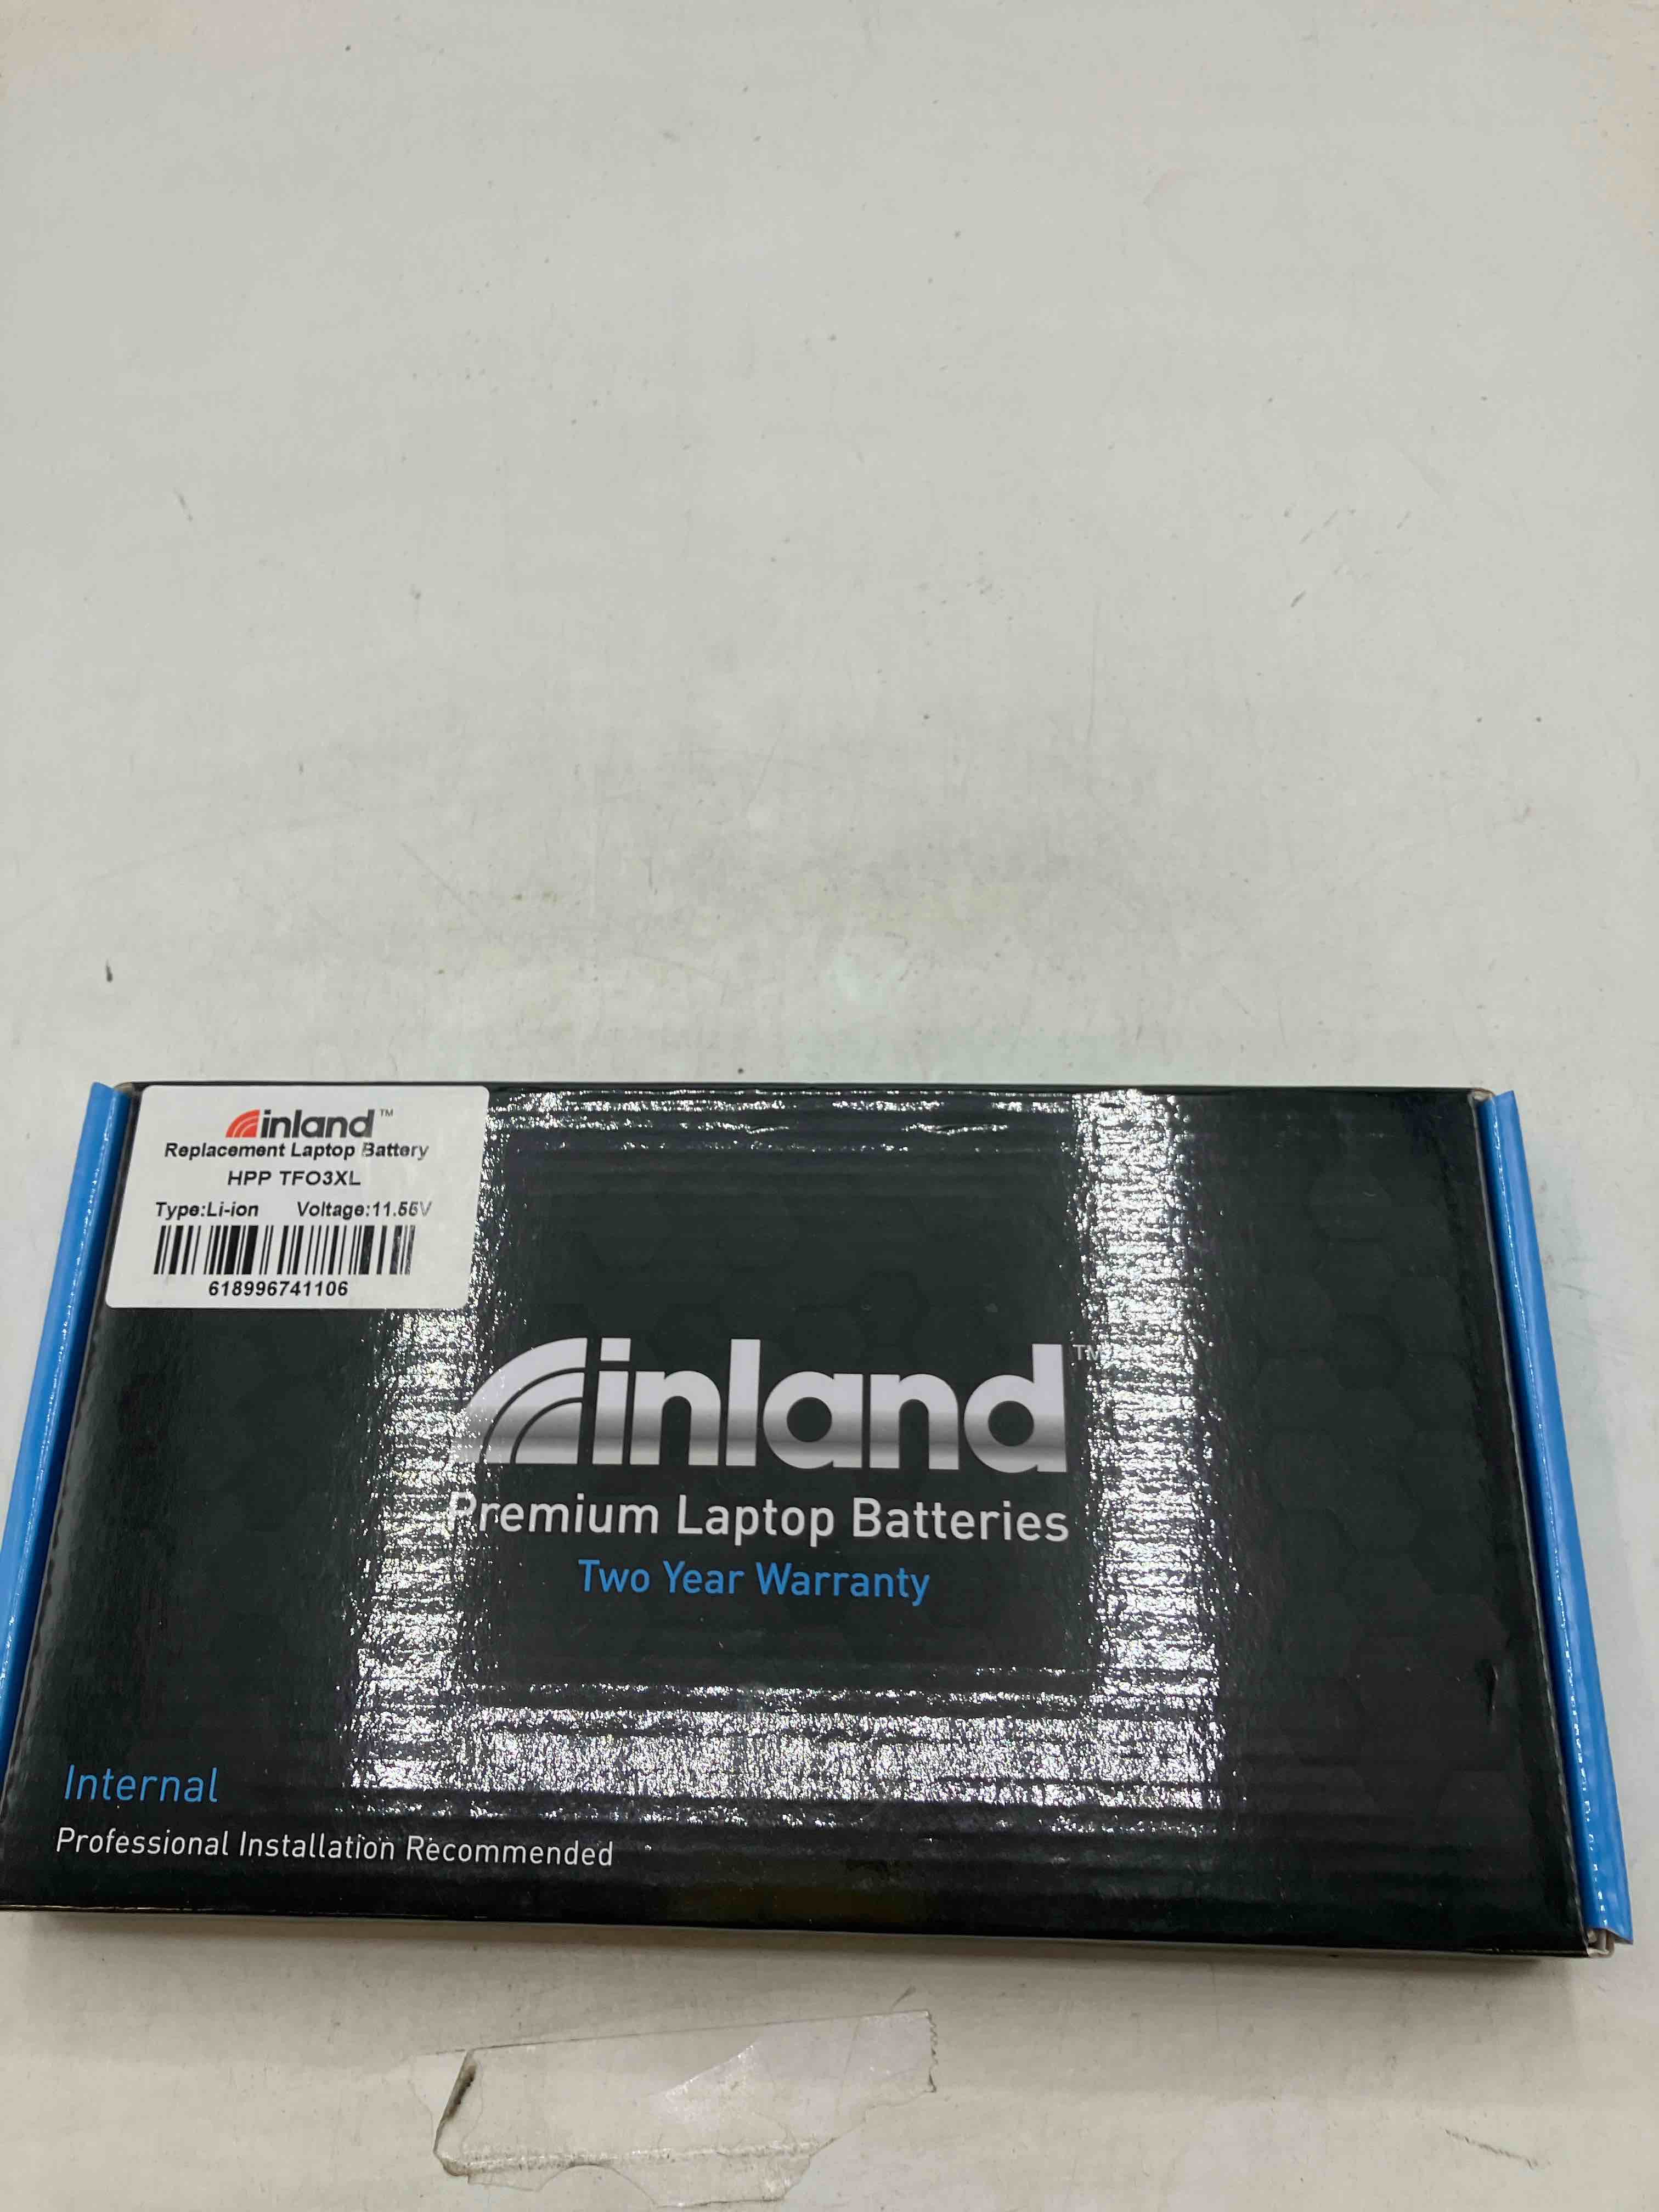 inland™
Replacement Laptop Battery
HPP TFO3XL
Type:Li-ion Voltage:11.55V
618996741106
inland™
Premium Laptop Batteries
Two Year Warranty
Internal
Professional Installation Recommended